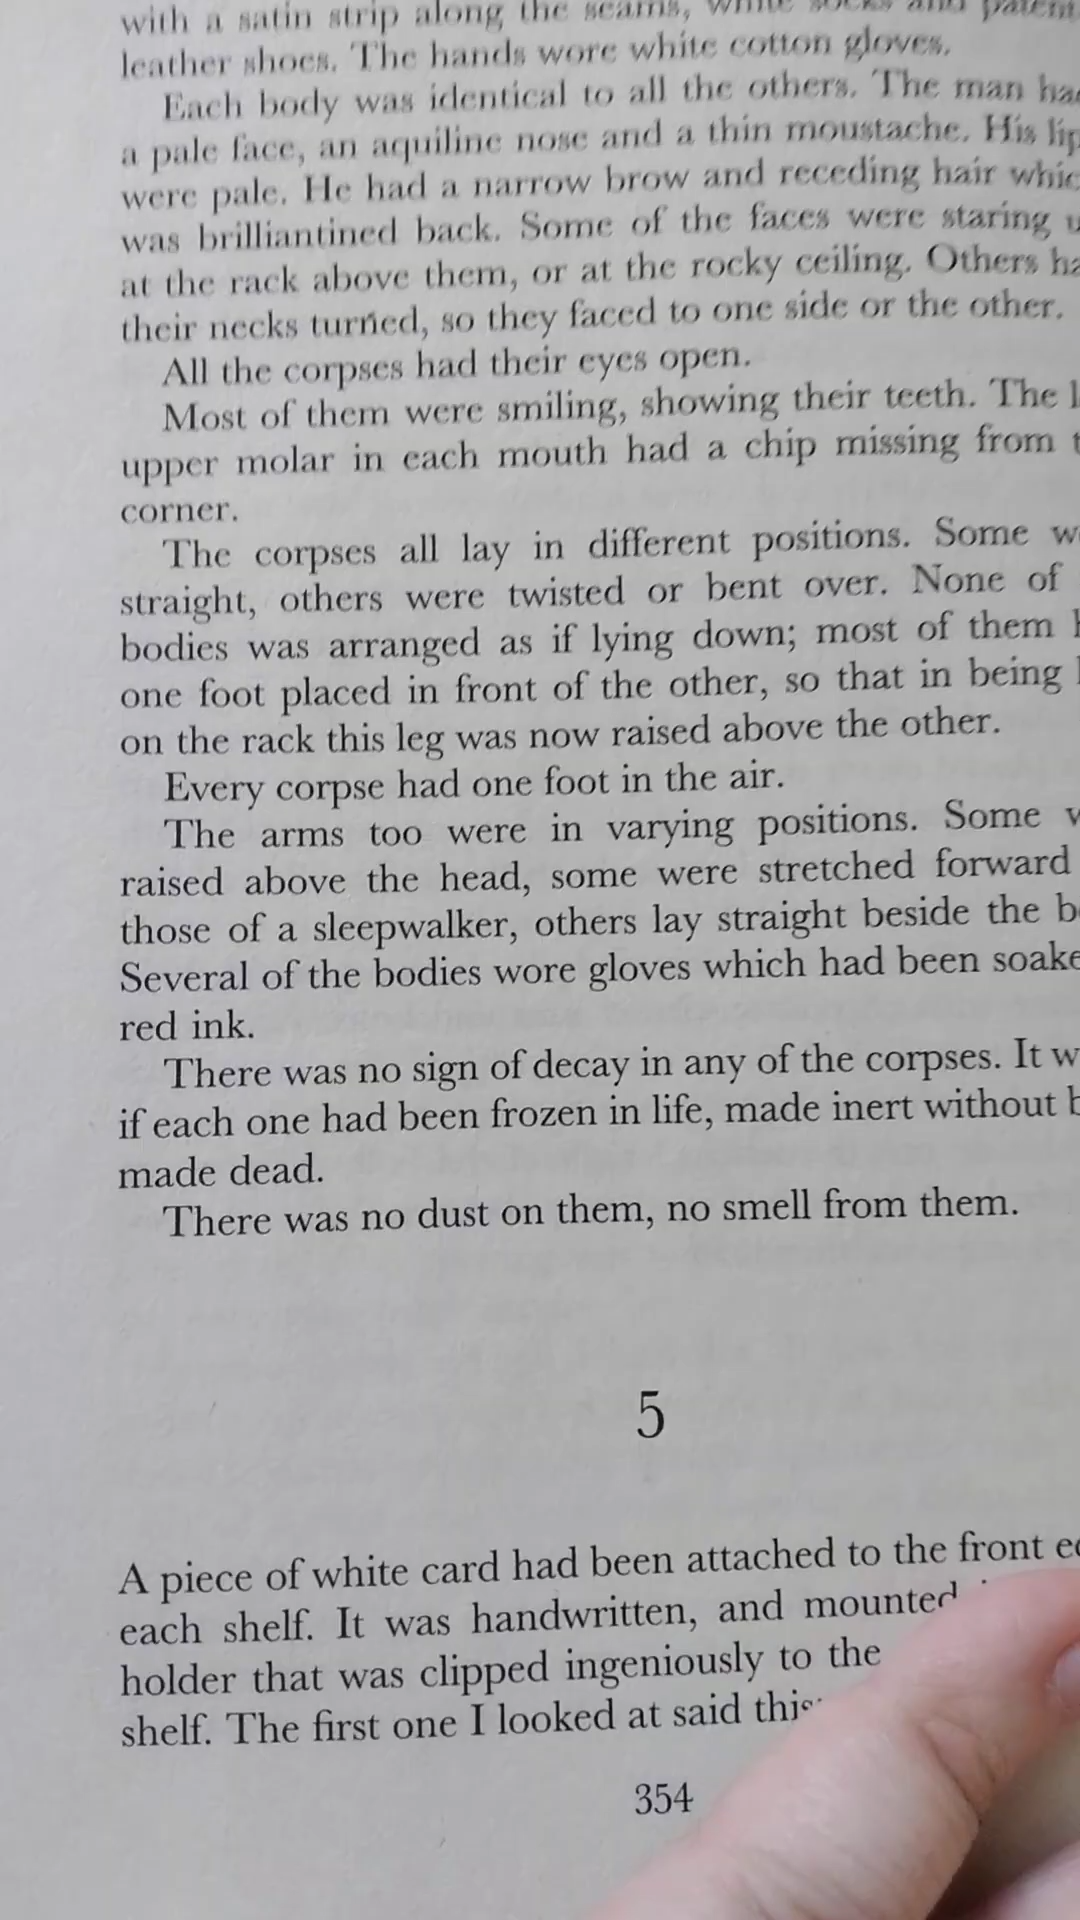 with a satin strip along the seams, white socks and patent
leather shoes. The hands wore white cotton gloves.
Each body was identical to all the others. The man
a pale face, an aquiline nose and a thin moustache. His
were pale. He had a narrow brow and receding hair
was brilliantined back. Some of the faces were staring
at the rack above them, or at the rocky ceiling. Others
their necks turned, so they faced to one side or the other.
All the corpses had their eyes open.
Most of them were smiling, showing their teeth. The
upper molar in each mouth had a chip missing from
corner.
The corpses all lay in different positions. Some
straight, others were twisted or bent over. None of
bodies was arranged as if lying down; most of them
one foot placed in front of the other, so that in being
on the rack this leg was now raised above the other.
Every corpse had one foot in the air.
The arms too were in varying positions. Some
raised above the head, some were stretched forward
those of a sleepwalker, others lay straight beside the
Several of the bodies wore gloves which had been
red ink.
There was no sign of decay in any of the corpses. It
if each one had been frozen in life, made inert without
made dead.
There was no dust on them, no smell from them.
5
A piece of white card had been attached to the front
each shelf. It was handwritten, and mounted
holder that was clipped ingeniously to the
shelf. The first one I looked at said
354